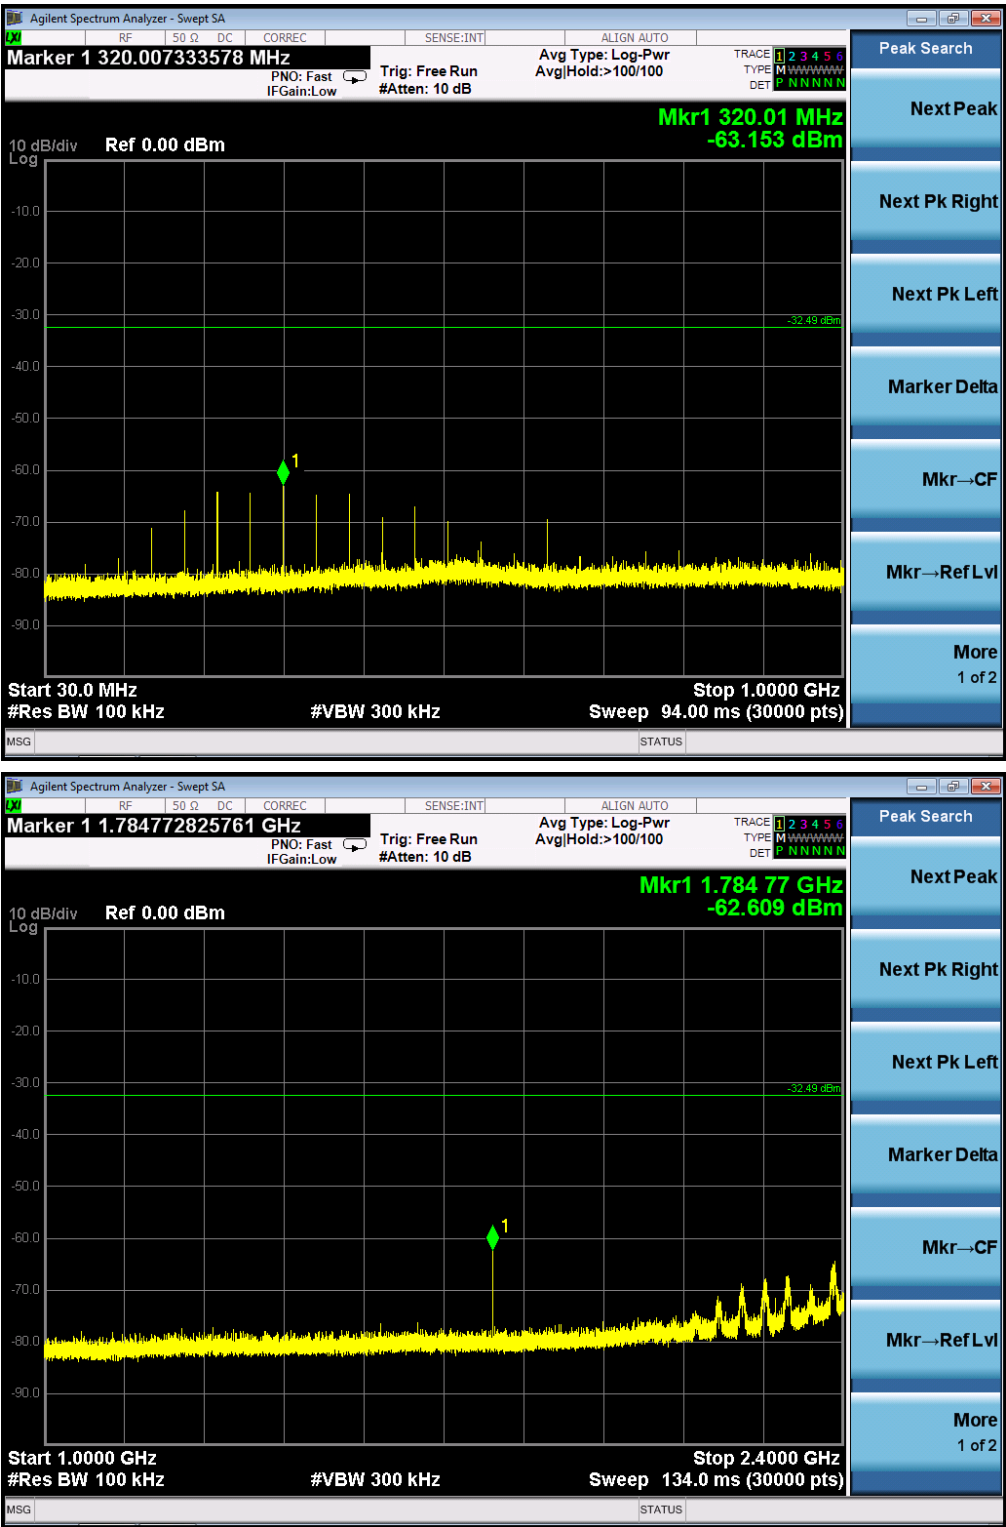 Agilent Spectrum Analyzer - Swept SA
LXI RF 50 Ω DC CORREC SENSE:INT ALIGN AUTO
Marker 1 320.007333578 MHz
PNO: Fast
IFGain:Low
Trig: Free Run
#Atten: 10 dB
Avg Type: Log-Pwr
Avg|Hold:>100/100
TRACE 1 2 3 4 5 6
TYPE M WWWWW
DET P N N N N N
Mkr1 320.01 MHz
-63.153 dBm
10 dB/div Ref 0.00 dBm
Log
-10.0
-20.0
-30.0
-32.49 dBm
-40.0
-50.0
-60.0
1
-70.0
-80.0
-90.0
Start 30.0 MHz Stop 1.0000 GHz
#Res BW 100 kHz #VBW 300 kHz Sweep 94.00 ms (30000 pts)
MSG STATUS
Peak Search
Next Peak
Next Pk Right
Next Pk Left
Marker Delta
Mkr→CF
Mkr→Ref Lvl
More
1 of 2
Agilent Spectrum Analyzer - Swept SA
LXI RF 50 Ω DC CORREC SENSE:INT ALIGN AUTO
Marker 1 1.784772825761 GHz
PNO: Fast
IFGain:Low
Trig: Free Run
#Atten: 10 dB
Avg Type: Log-Pwr
Avg|Hold:>100/100
TRACE 1 2 3 4 5 6
TYPE M WWWWW
DET P N N N N N
Mkr1 1.784 77 GHz
-62.609 dBm
10 dB/div Ref 0.00 dBm
Log
-10.0
-20.0
-30.0
-32.49 dBm
-40.0
-50.0
-60.0
1
-70.0
-80.0
-90.0
Start 1.0000 GHz Stop 2.4000 GHz
#Res BW 100 kHz #VBW 300 kHz Sweep 134.0 ms (30000 pts)
MSG STATUS
Peak Search
Next Peak
Next Pk Right
Next Pk Left
Marker Delta
Mkr→CF
Mkr→Ref Lvl
More
1 of 2